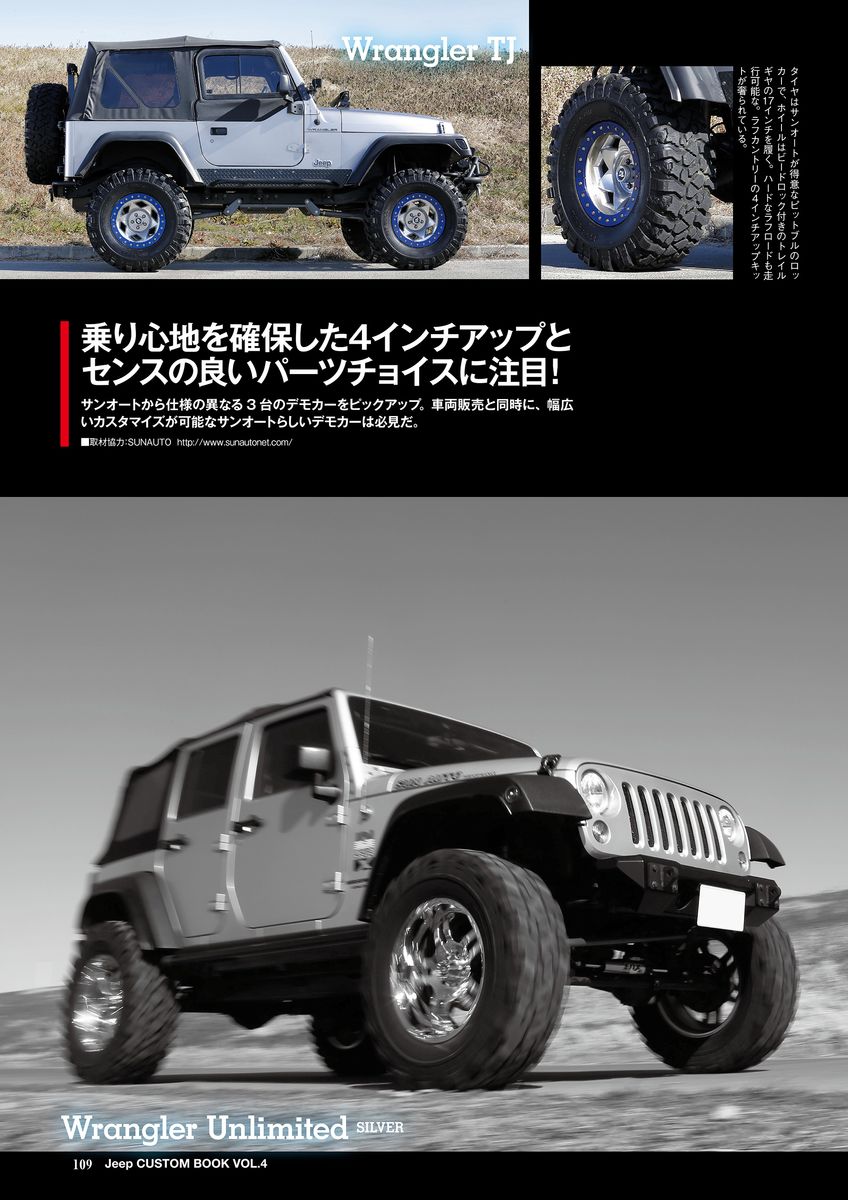 Wrangler TJ
WRANGLER
Jeep
タイヤはサンオートが得意なピットブルのロッ
カーで、ホイールはビードロック付きのトレイル
ギヤの17インチを履く。ハードなラフロードも走
行可能な。ラフカントリーの4インチアップキッ
トが奢られている。
乗り心地を確保した4インチアップと
センスの良いパーツチョイスに注目!
サンオートから仕様の異なる3台のデモカーをピックアップ。車両販売と同時に、幅広
いカスタマイズが可能なサンオートらしいデモカーは必見だ。
■取材協力:SUNAUTO http://www.sunautonet.com/
SUN AUTO
Wrangler Unlimited SILVER
109 Jeep CUSTOM BOOK VOL.4